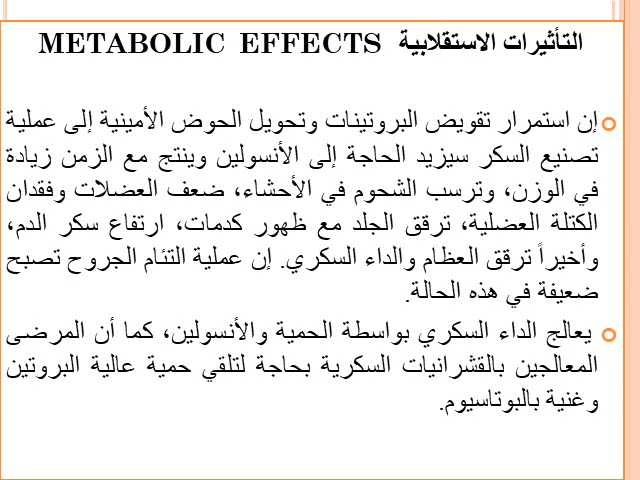 التأثيرات الاستقلابية METABOLIC EFFECTS
إن استمرار تقويض البروتينات وتحويل الحوض الأمينية إلى عملية
تصنيع السكر سيزيد الحاجة إلى الأنسولين وينتج مع الزمن زيادة
في الوزن، وترسب الشحوم في الأحشاء، ضعف العضلات وفقدان
الكتلة العضلية، ترقق الجلد مع ظهور كدمات، ارتفاع سكر الدم،
وأخيراً ترقق العظام والداء السكري. إن عملية التئام الجروح تصبح
ضعيفة في هذه الحالة.
يعالج الداء السكري بواسطة الحمية والأنسولين، كما أن المرضى
المعالجين بالقشرانيات السكرية بحاجة لتلقي حمية عالية البروتين
وغنية بالبوتاسيوم.